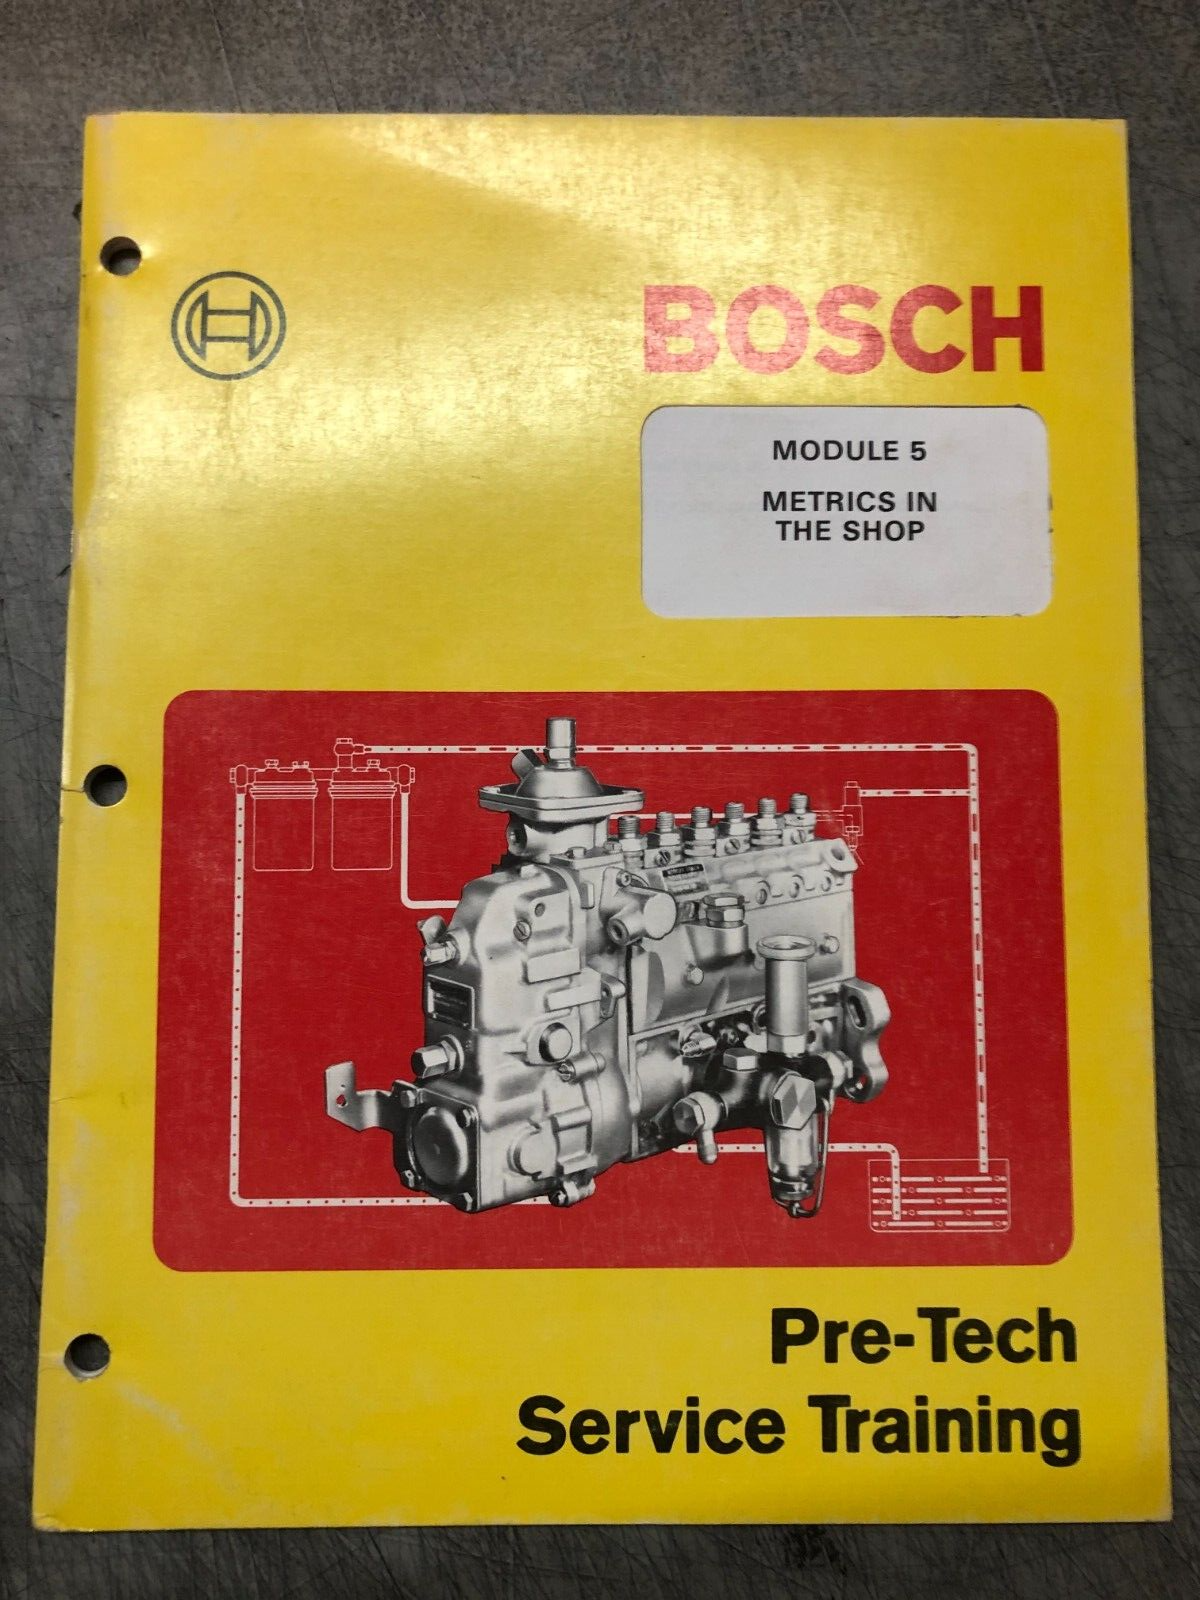 BOSCH
MODULE 5
METRICS IN
THE SHOP
Pre-Tech
Service Training